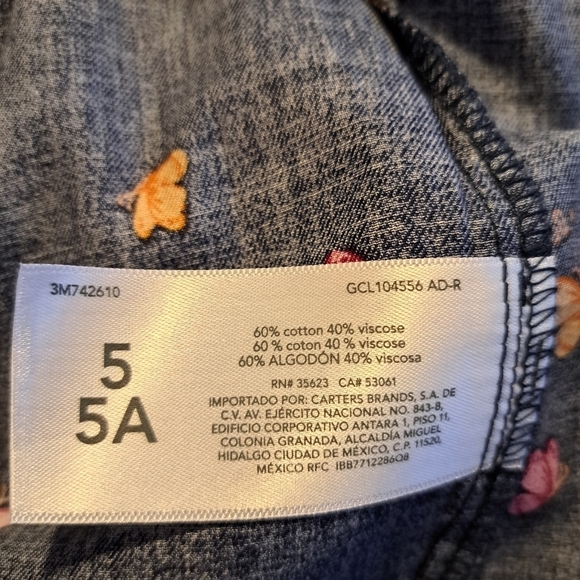 3M742610
GCL104556 AD-R
5
5A
60% cotton 40% viscose
60 % coton 40 % viscose
60% ALGODÓN 40% viscosa
RN# 35623 CA# 53061
IMPORTADO POR: CARTERS BRANDS, S.A. DE
C.V. AV. EJÉRCITO NACIONAL NO. 843-B,
EDIFICIO CORPORATIVO ANTARA 1, PISO 11,
COLONIA GRANADA, ALCALDÍA MIGUEL
HIDALGO CIUDAD DE MÉXICO, C.P. 11520,
MÉXICO RFC IBB7712286Q8